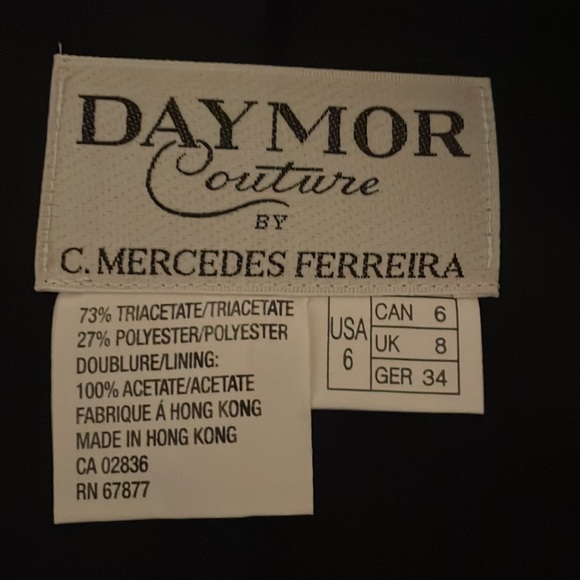 DAYMOR
Couture
BY
C. MERCEDES FERREIRA
73% TRIACETATE/TRIACETATE
27% POLYESTER/POLYESTER
DOUBLURE/LINING:
100% ACETATE/ACETATE
FABRIQUE Á HONG KONG
MADE IN HONG KONG
CA 02836
RN 67877
USA 6
CAN 6
UK 8
GER 34